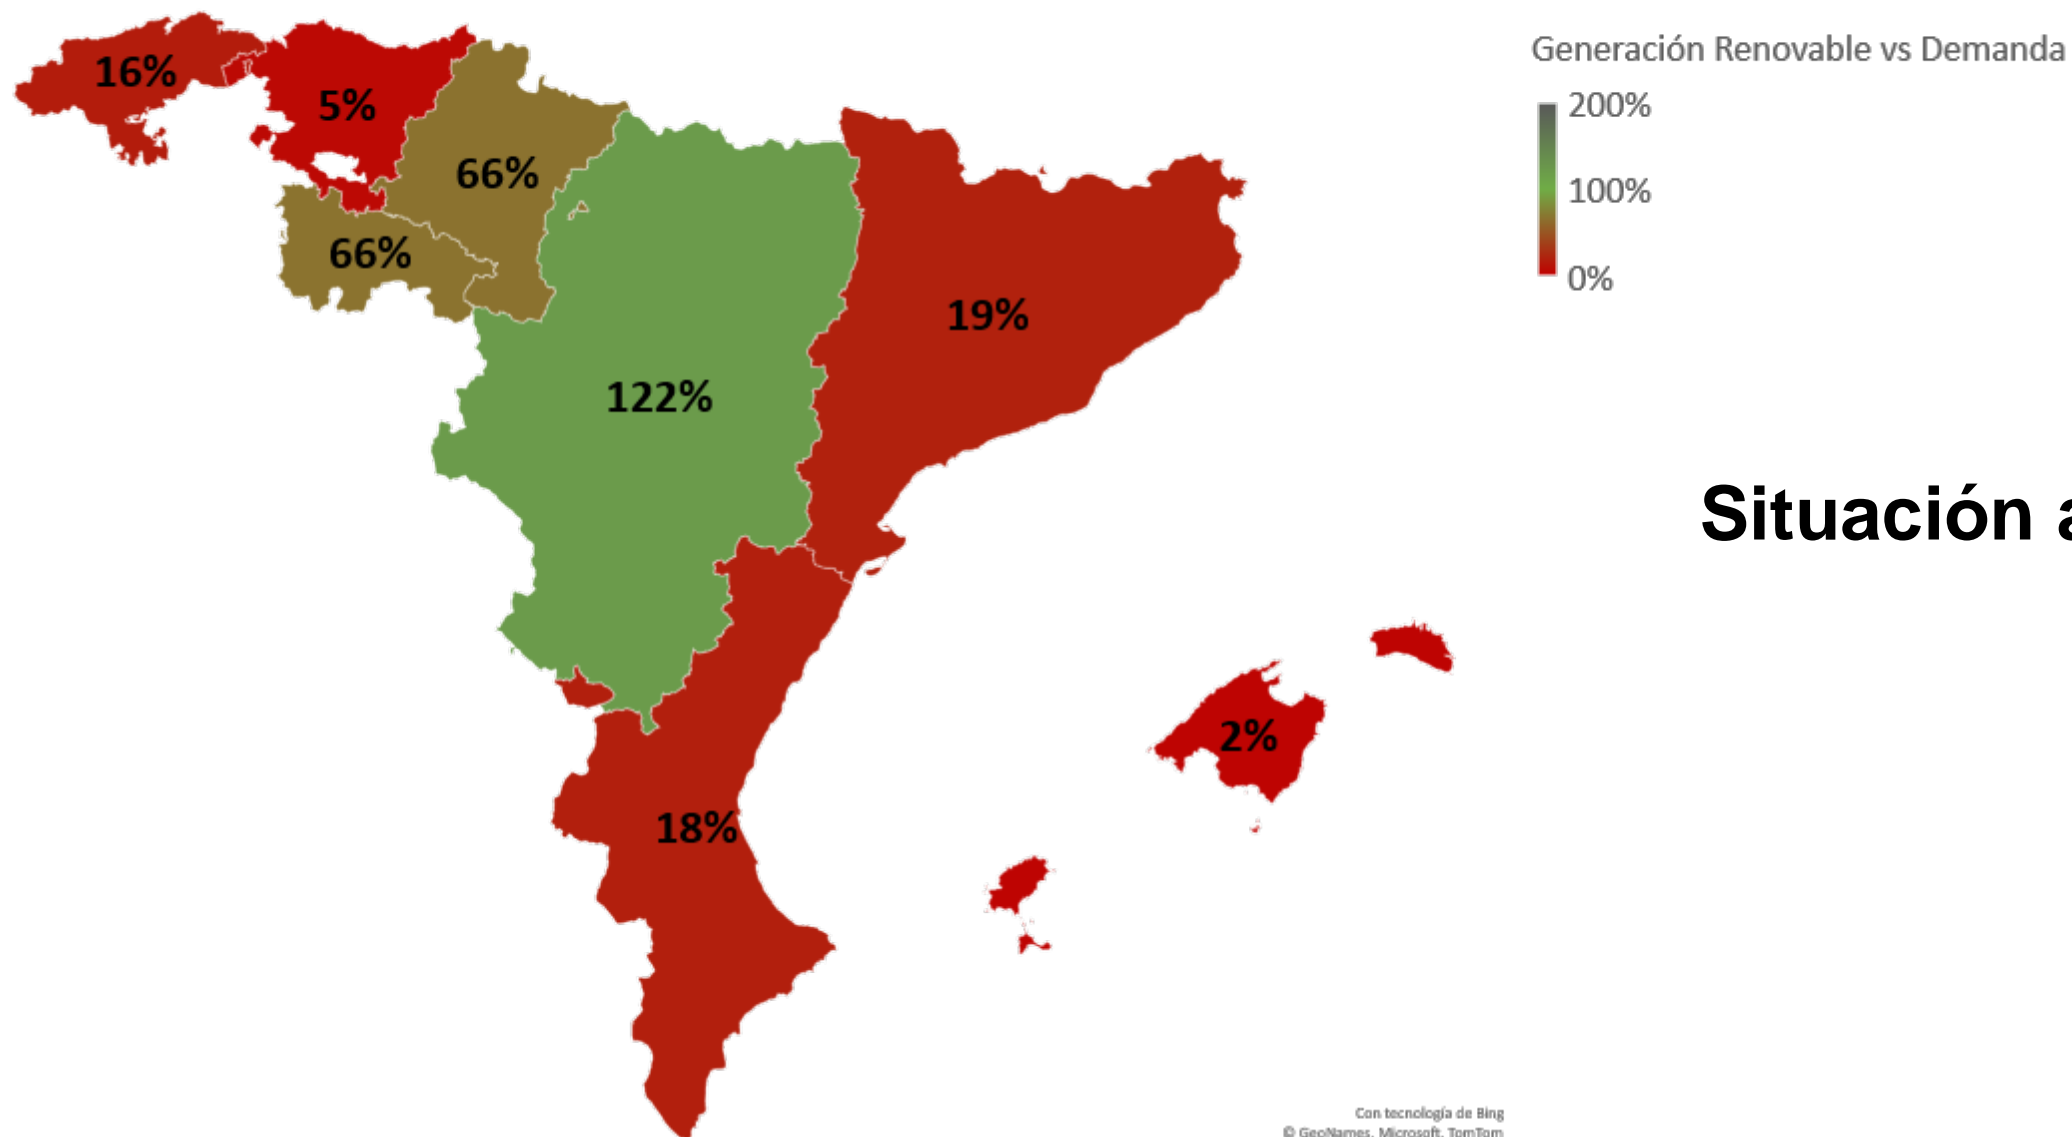 16%
5%
66%
66%
122%
19%
18%
2%
Generación Renovable vs Demanda
200%
100%
0%
Situación
Con tecnología de Bing
© GeoNames, Microsoft, TomTom